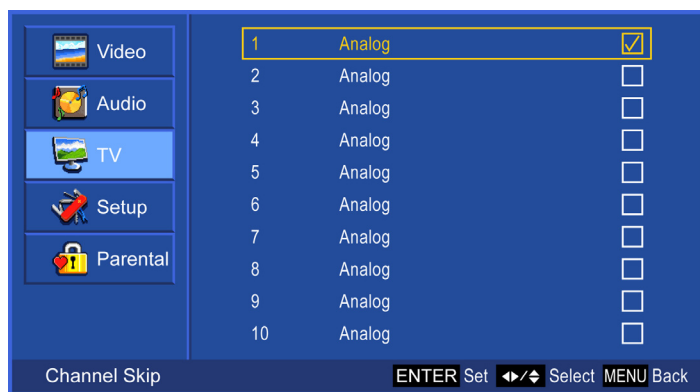 Video
Audio
TV
Setup
Parental
1 Analog
2 Analog
3 Analog
4 Analog
5 Analog
6 Analog
7 Analog
8 Analog
9 Analog
10 Analog
Channel Skip
ENTER Set Select MENU Back